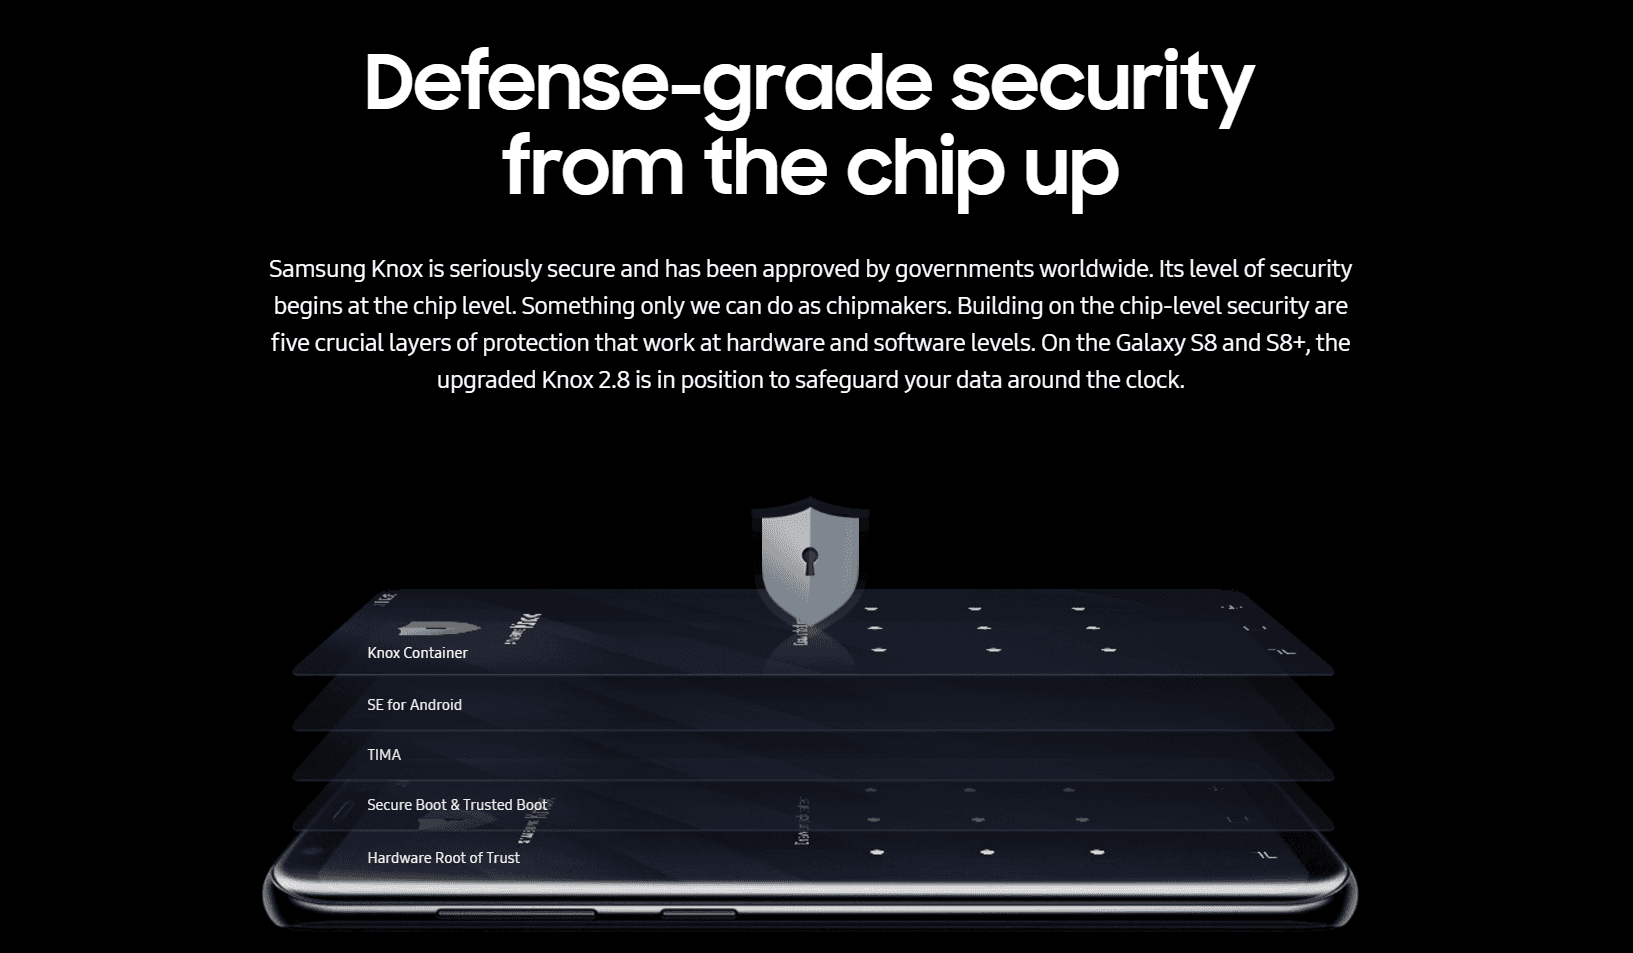 Defense-grade security
from the chip up
Samsung Knox is seriously secure and has been approved by governments worldwide. Its level of security
begins at the chip level. Something only we can do as chipmakers. Building on the chip-level security are
five crucial layers of protection that work at hardware and software levels. On the Galaxy S8 and S8+, the
upgraded Knox 2.8 is in position to safeguard your data around the clock.
Knox Container
SE for Android
TIMA
Secure Boot & Trusted Boot
Hardware Root of Trust